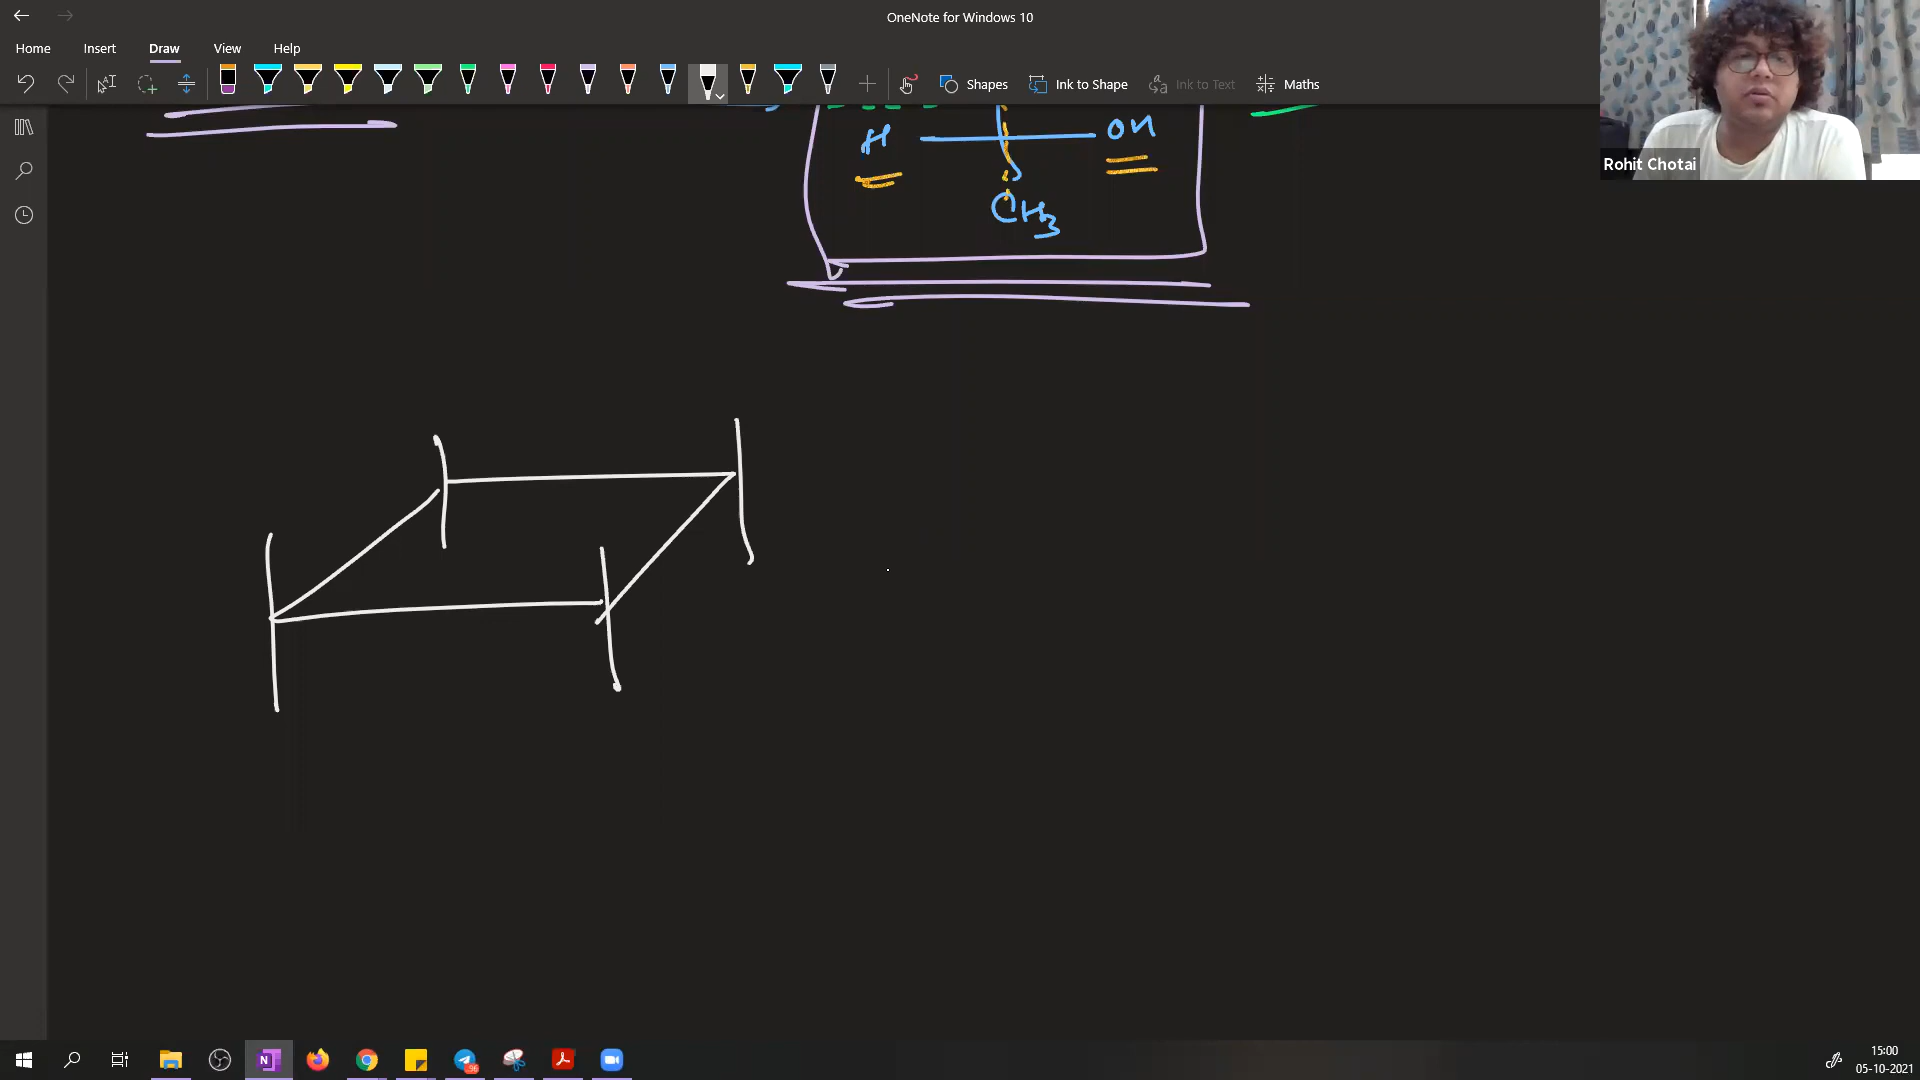 OneNote for Windows 10
Home Insert Draw View Help
Shapes Ink to Shape Ink to Text Maths
Rohit Chotai
H OH
CH3
N
96
15:00
05-10-2021